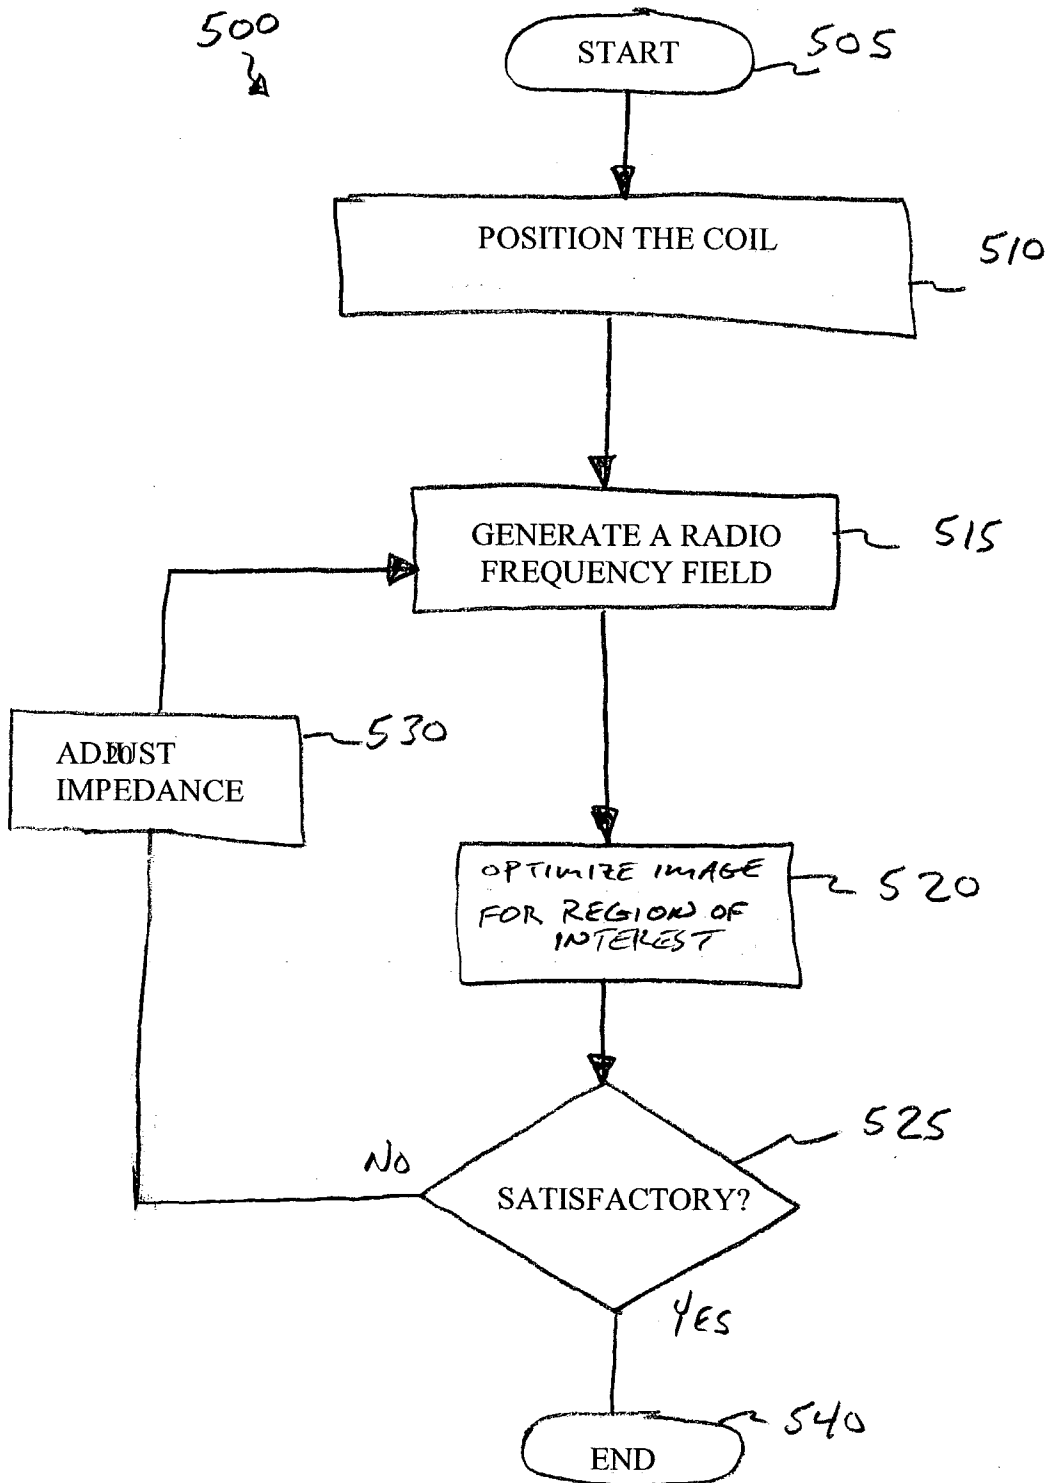 500
START
505
POSITION THE COIL
510
GENERATE A RADIO
FREQUENCY FIELD
515
ADJUST
IMPEDANCE
20
530
OPTIMIZE IMAGE
FOR REGION OF
INTEREST
520
SATISFACTORY?
525
NO
YES
END
540